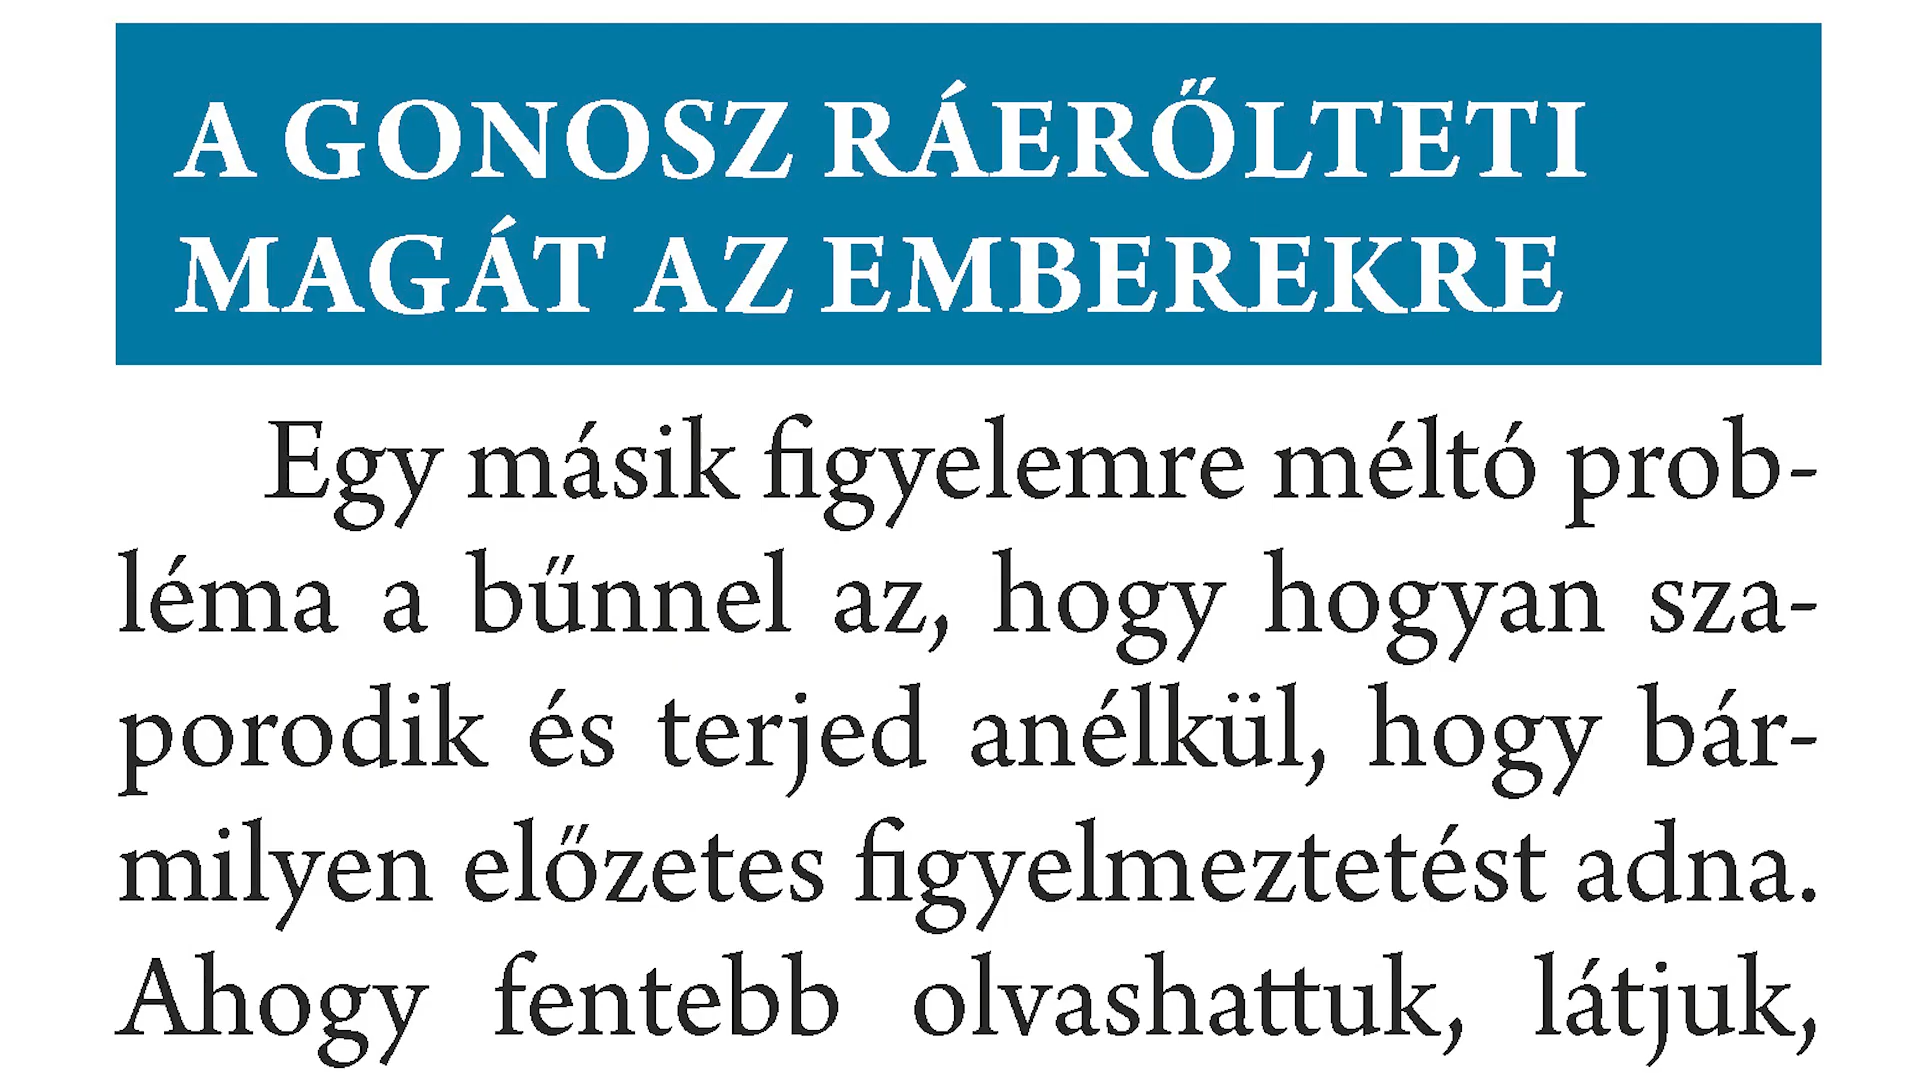 A GONOSZ RÁERŐLTETI
MAGÁT AZ EMBEREKRE
Egy másik figyelemre méltó prob-
léma a bűnnel az, hogy hogyan sza-
porodik és terjed anélkül, hogy bár-
milyen előzetes figyelmeztetést adna.
Ahogy fentebb olvashattuk, látjuk,